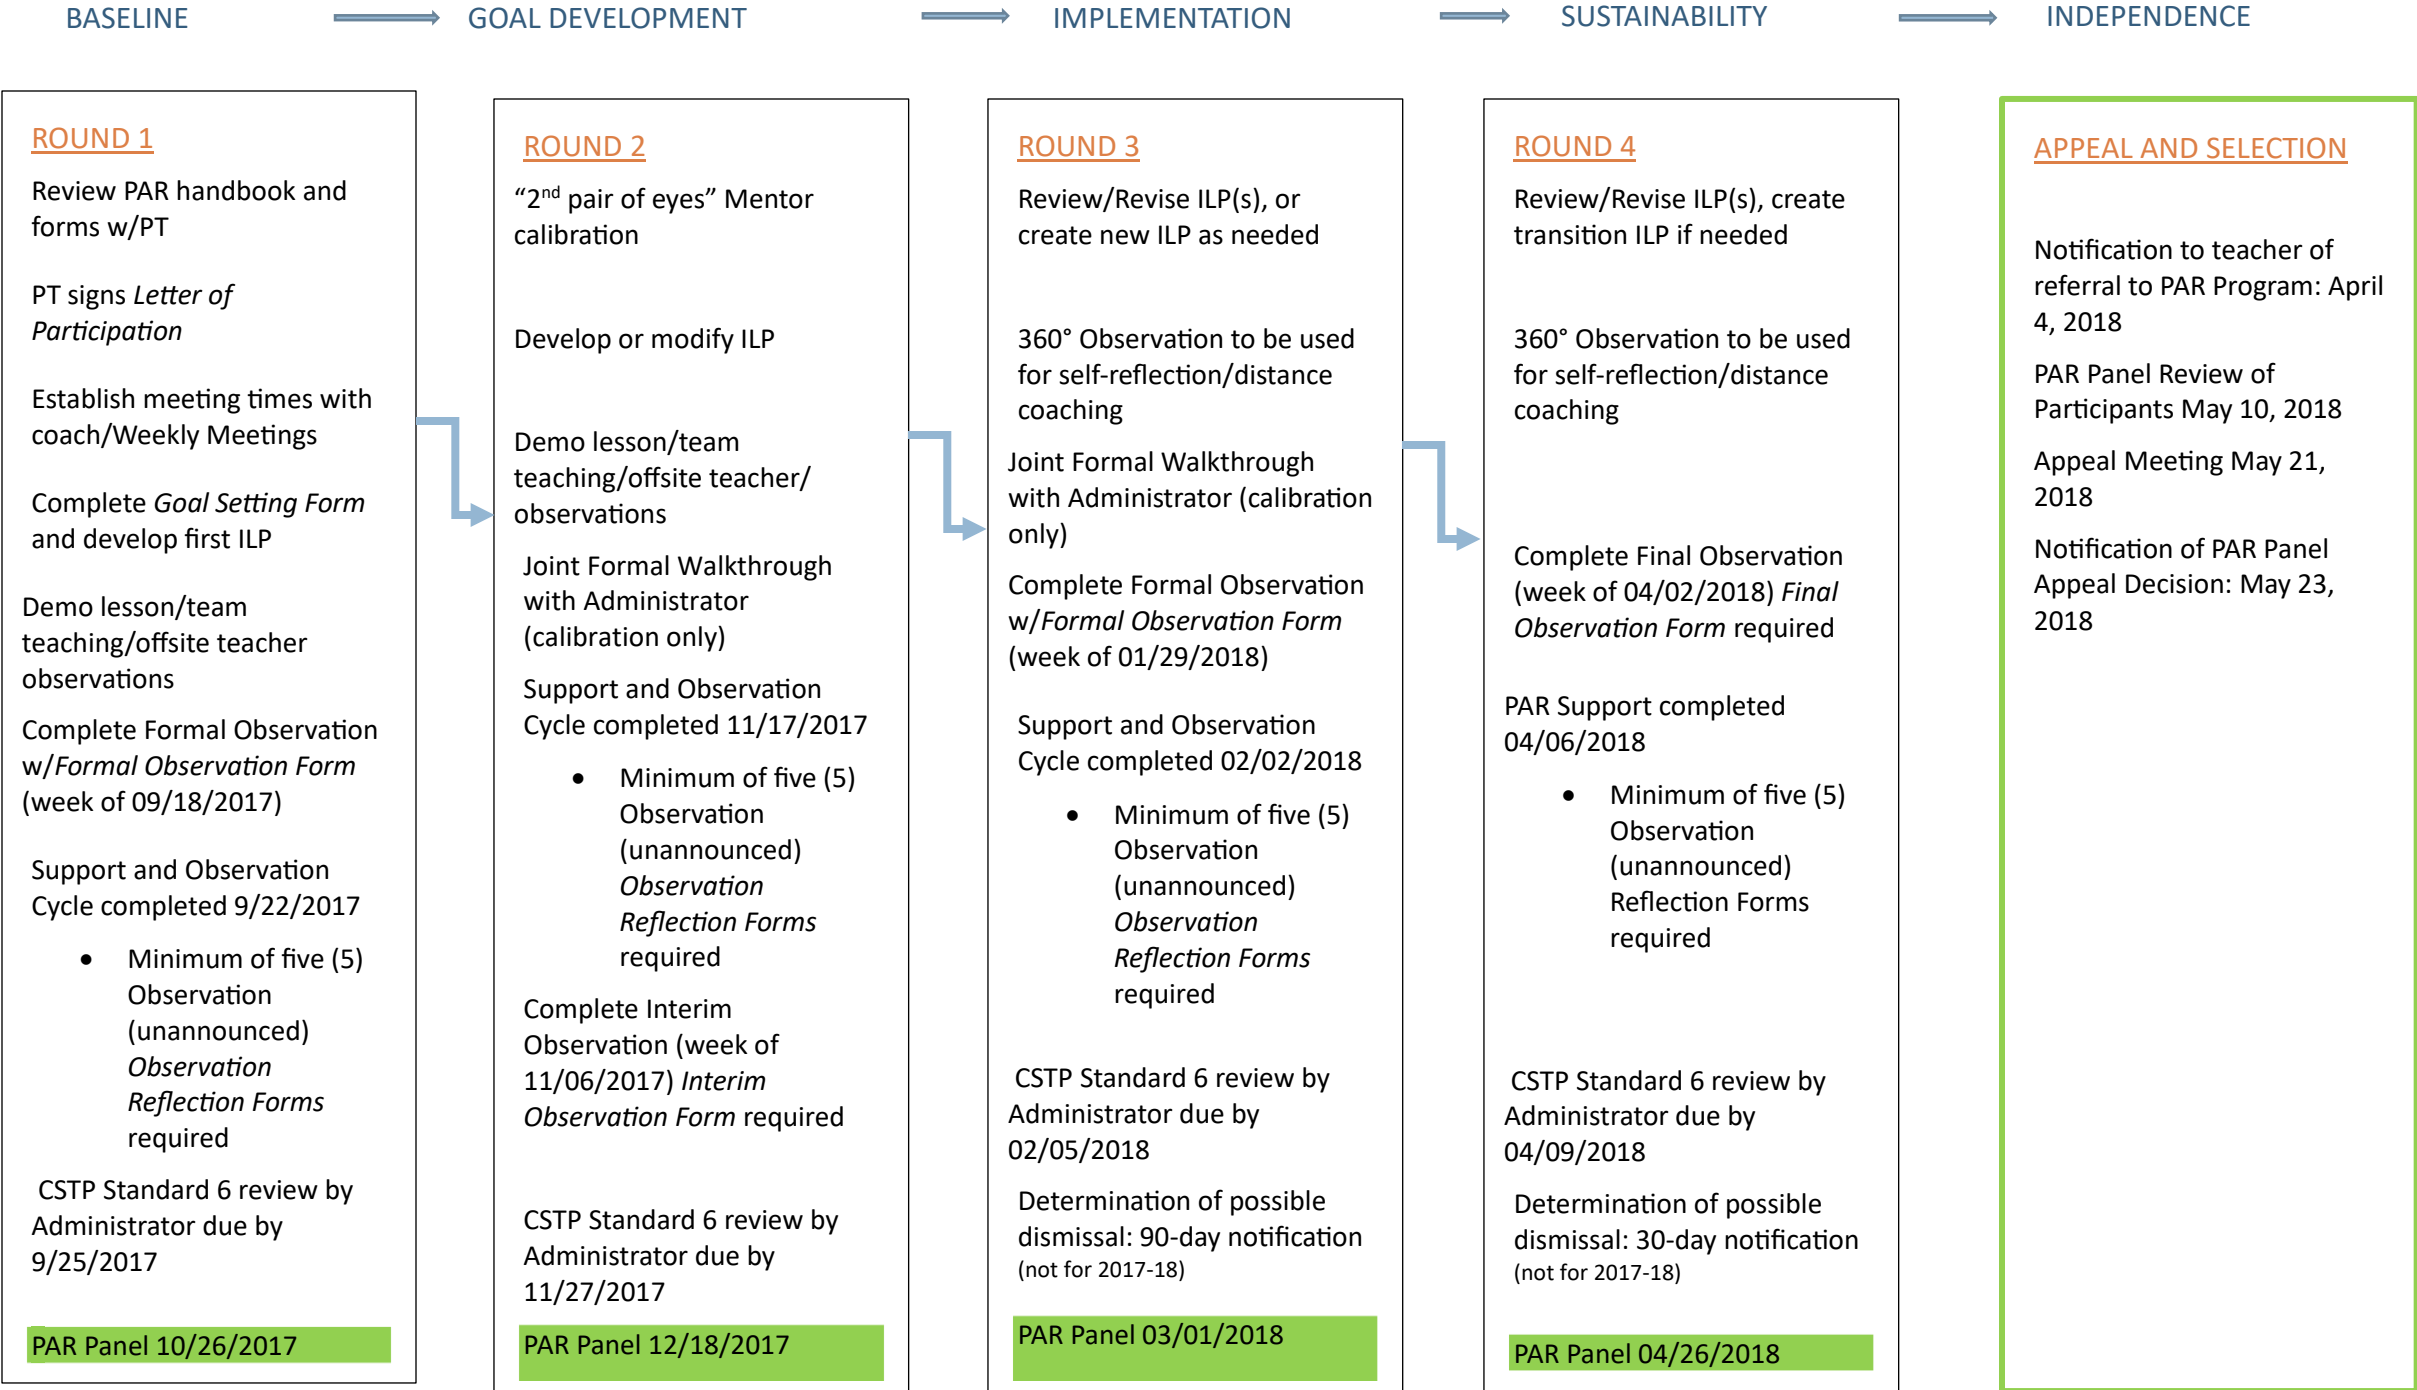 BASELINE
GOAL DEVELOPMENT
IMPLEMENTATION
SUSTAINABILITY
INDEPENDENCE
ROUND 1
Review PAR handbook and
forms w/PT
PT signs Letter of
Participation
Establish meeting times with
coach/Weekly Meetings
Complete Goal Setting Form
and develop first ILP
Demo lesson/team
teaching/offsite teacher
observations
Complete Formal Observation
w/Formal Observation Form
(week of 09/18/2017)
Support and Observation
Cycle completed 9/22/2017
• Minimum of five (5)
Observation
(unannounced)
Observation
Reflection Forms
required
CSTP Standard 6 review by
Administrator due by
9/25/2017
PAR Panel 10/26/2017
ROUND 2
“2nd pair of eyes” Mentor
calibration
Develop or modify ILP
Demo lesson/team
teaching/offsite teacher/
observations
Joint Formal Walkthrough
with Administrator
(calibration only)
Support and Observation
Cycle completed 11/17/2017
• Minimum of five (5)
Observation
(unannounced)
Observation
Reflection Forms
required
Complete Interim
Observation (week of
11/06/2017) Interim
Observation Form required
CSTP Standard 6 review by
Administrator due by
11/27/2017
PAR Panel 12/18/2017
ROUND 3
Review/Revise ILP(s), or
create new ILP as needed
360° Observation to be used
for self-reflection/distance
coaching
Joint Formal Walkthrough
with Administrator (calibration
only)
Complete Formal Observation
w/Formal Observation Form
(week of 01/29/2018)
Support and Observation
Cycle completed 02/02/2018
• Minimum of five (5)
Observation
(unannounced)
Observation
Reflection Forms
required
CSTP Standard 6 review by
Administrator due by
02/05/2018
Determination of possible
dismissal: 90-day notification
(not for 2017-18)
PAR Panel 03/01/2018
ROUND 4
Review/Revise ILP(s), create
transition ILP if needed
360° Observation to be used
for self-reflection/distance
coaching
Complete Final Observation
(week of 04/02/2018) Final
Observation Form required
PAR Support completed
04/06/2018
• Minimum of five (5)
Observation
(unannounced)
Reflection Forms
required
CSTP Standard 6 review by
Administrator due by
04/09/2018
Determination of possible
dismissal: 30-day notification
(not for 2017-18)
PAR Panel 04/26/2018
APPEAL AND SELECTION
Notification to teacher of
referral to PAR Program: April
4, 2018
PAR Panel Review of
Participants May 10, 2018
Appeal Meeting May 21,
2018
Notification of PAR Panel
Appeal Decision: May 23,
2018